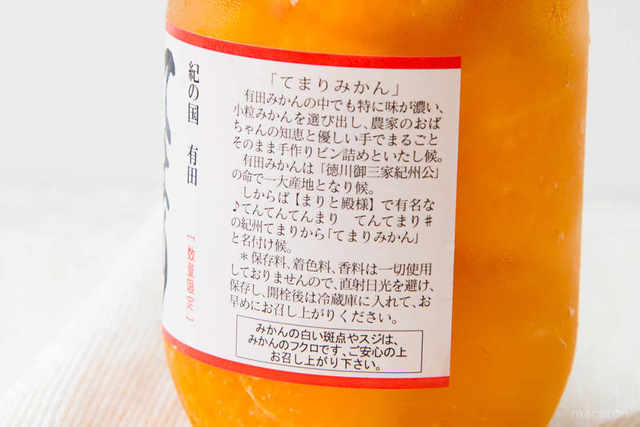 紀の国 有田
【数量限定】
「てまりみかん」
有田みかんの中でも特に味が濃い、
小粒みかんを選び出し、農家のおば
ちゃんの知恵と優しい手でまるごと
そのまま手作りビン詰めといたし候。
有田みかんは「徳川御三家紀州公」
の命で一大産地となり候。
しからば【まりと殿様】で有名な
♪てんてんてんまり てんてまり♯
の紀州てまりから「てまりみかん」
と名付け候。
*保存料、着色料、香料は一切使用
しておりませんので、直射日光を避け、
保存し、開栓後は冷蔵庫に入れて、お
早めにお召し上がりください。
みかんの白い斑点やスジは、
みかんのフクロです、ご安心の上
お召し上がり下さい。